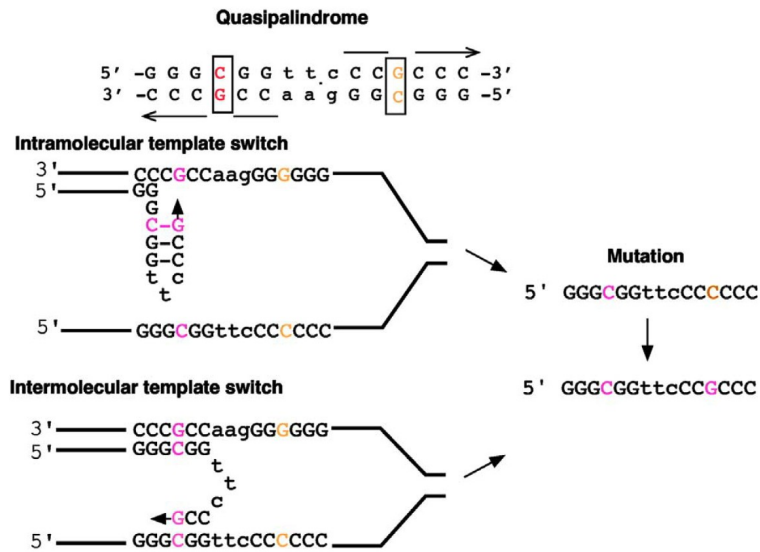 Quasipalindrome
5' -G G G C G G t t c C C G C C C -3'
3' -C C C G C C a a g G G C G G G -5'
Intramolecular template switch
3' CCCGCCaagGGGGGG
5' GG
G
C-G
G-C
G-C
t c
t
5' GGGCGGttcCCCCCC
Mutation
5' GGGCGGttcCCCCCC
5' GGGCGGttcCCGCCC
Intermolecular template switch
3' CCCGCCaagGGGGGG
5' GGGCGG
t
t
c
GCC
5' GGGCGGttcCCCCCC